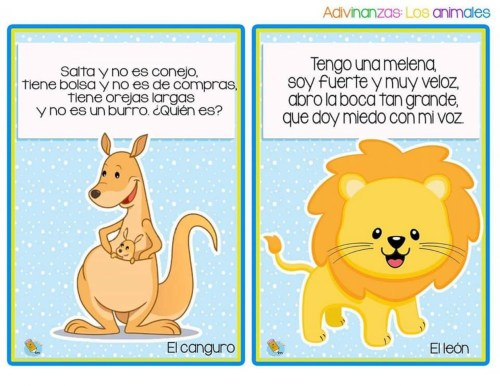 Adivinanzas: Los animales
Salta y no es conejo,
tiene bolsa y no es de compras,
tiene orejas largas
y no es un burro. ¿Quién es?
El canguro
Tengo una melena,
soy fuerte y muy veloz,
abro la boca tan grande,
que doy miedo con mi voz.
El león